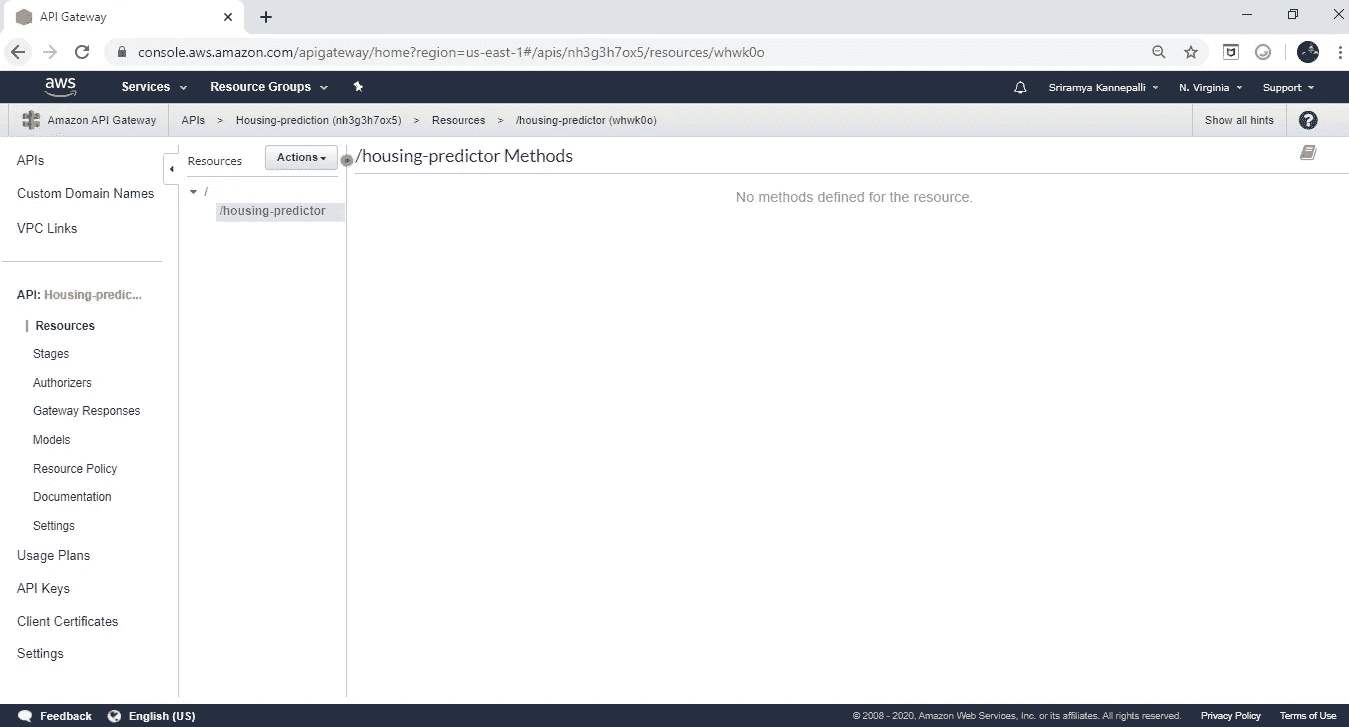 API Gateway
console.aws.amazon.com/apigateway/home?region=us-east-1#/apis/nh3g3h7ox5/resources/whwk0o
aws Services Resource Groups Sriramya Kannepalli N. Virginia Support
Amazon API Gateway APIs > Housing-prediction (nh3g3h7ox5) > Resources > /housing-predictor (whwk0o) Show all hints ?
APIs
Custom Domain Names
VPC Links
API: Housing-predic...
Resources
Stages
Authorizers
Gateway Responses
Models
Resource Policy
Documentation
Settings
Usage Plans
API Keys
Client Certificates
Settings
Resources Actions
/
/housing-predictor
/housing-predictor Methods
No methods defined for the resource.
Feedback English (US) © 2008 - 2020, Amazon Web Services, Inc. or its affiliates. All rights reserved. Privacy Policy Terms of Use